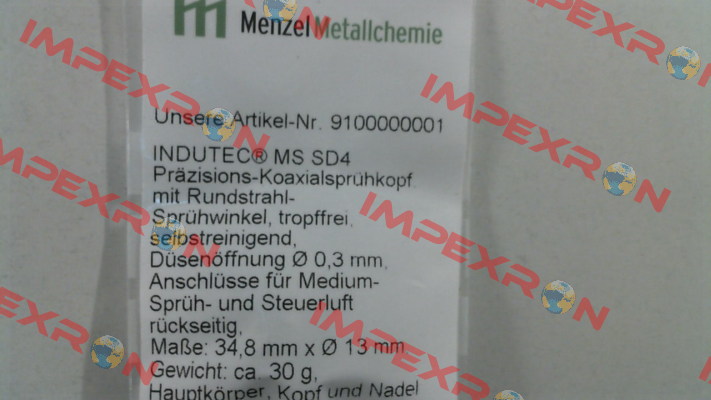 Menzel Metallchemie
Unsere Artikel-Nr. 9100000001
INDUTEC® MS SD4
Präzisions-Koaxialsprühkopf
mit Rundstrahl-
Sprühwinkel, tropffrei,
selbstreinigend,
Düsenöffnung Ø 0,3 mm,
Anschlüsse für Medium-
Sprüh- und Steuerluft
rückseitig,
Maße: 34,8 mm x Ø 13 mm
Gewicht: ca. 30 g,
Hauptkörper, Kopf und Nadel
IMPEXRON
IMPEXRON
IMPEXRON
IMPEXRON